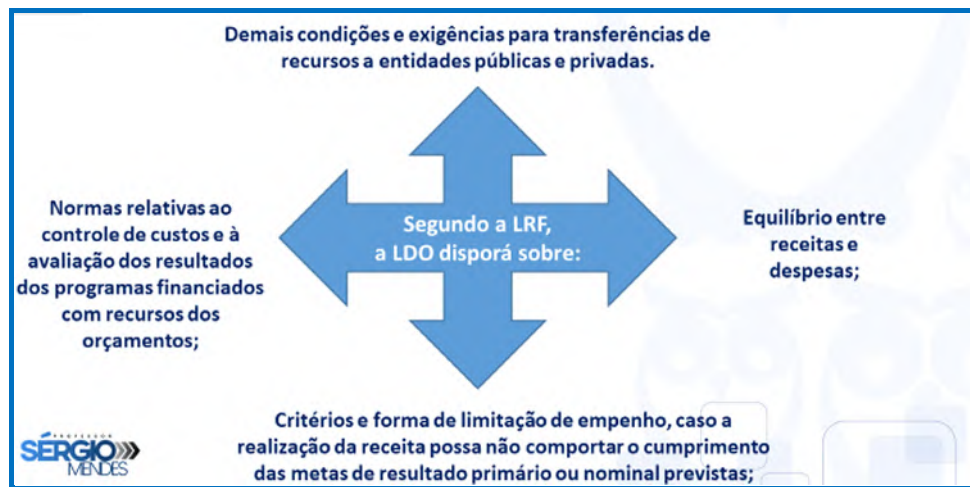 Demais condições e exigências para transferências de
recursos a entidades públicas e privadas.
Normas relativas ao
controle de custos e à
avaliação dos resultados
dos programas financiados
com recursos dos
orçamentos;
Segundo a LRF,
a LDO disporá sobre:
Equilíbrio entre
receitas e
despesas;
Critérios e forma de limitação de empenho, caso a
realização da receita possa não comportar o cumprimento
das metas de resultado primário ou nominal previstas;
PROFESSOR
SÉRGIO
MENDES